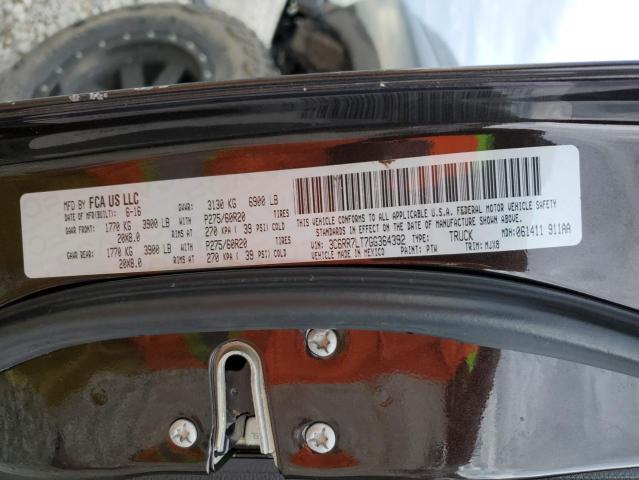 MFD BY FCA US LLC
DATE OF MFR(BUILT): 6-16 GVWR: 3130 KG 6900 LB
GAWR FRONT: 1770 KG 3900 LB WITH P275/60R20 TIRES
20X8.0 RIMS AT 270 KPA ( 39 PSI) COLD
GAWR REAR: 1770 KG 3900 LB WITH P275/60R20 TIRES
20X8.0 RIMS AT 270 KPA ( 39 PSI) COLD
THIS VEHICLE CONFORMS TO ALL APPLICABLE U.S.A. FEDERAL MOTOR VEHICLE SAFETY
STANDARDS IN EFFECT ON THE DATE OF MANUFACTURE SHOWN ABOVE.
VIN: 3C6RR7LT7GG364392 TYPE: TRUCK MDH: 061411 911AA
VEHICLE MADE IN MEXICO PAINT: PTW TRIM: MJX8